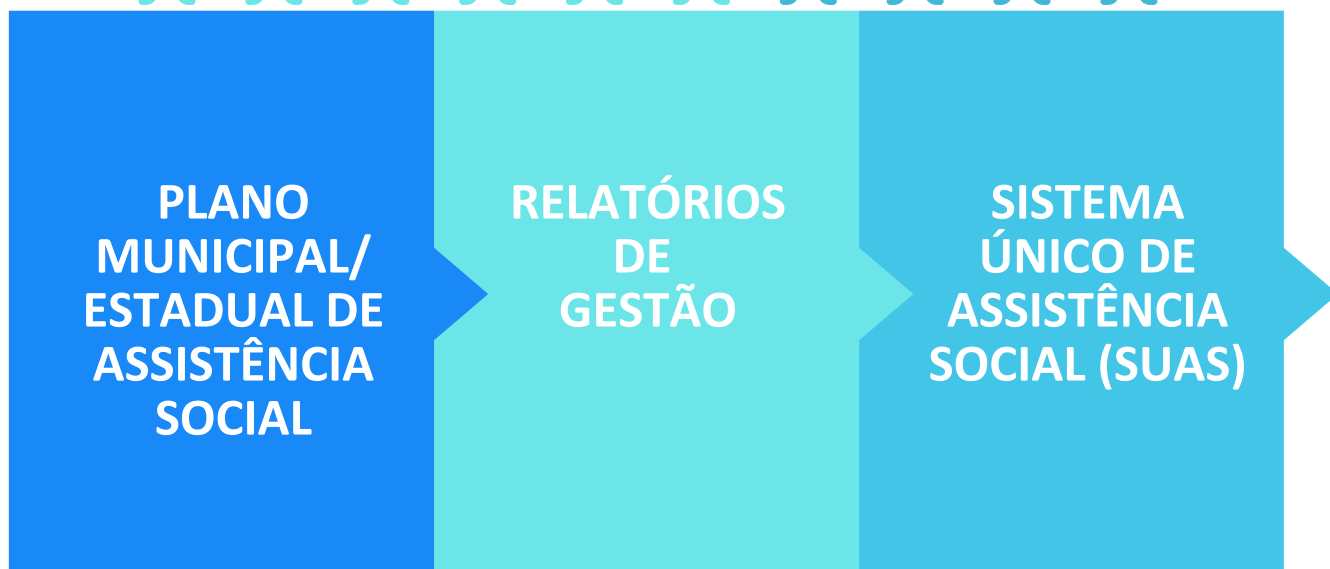 PLANO
MUNICIPAL/
ESTADUAL DE
ASSISTÊNCIA
SOCIAL
RELATÓRIOS
DE
GESTÃO
SISTEMA
ÚNICO DE
ASSISTÊNCIA
SOCIAL (SUAS)